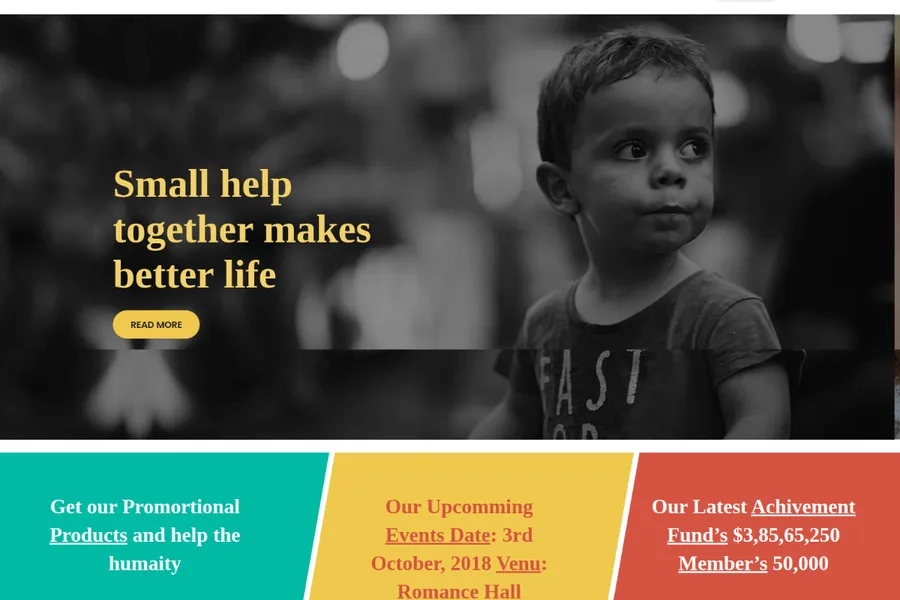 Small help
together makes
better life
READ MORE
FAST
Get our Promortional
Products and help the
humaity
Our Upcomming
Events Date: 3rd
October, 2018 Venu:
Romance Hall
Our Latest Achivement
Fund’s $3,85,65,250
Member’s 50,000